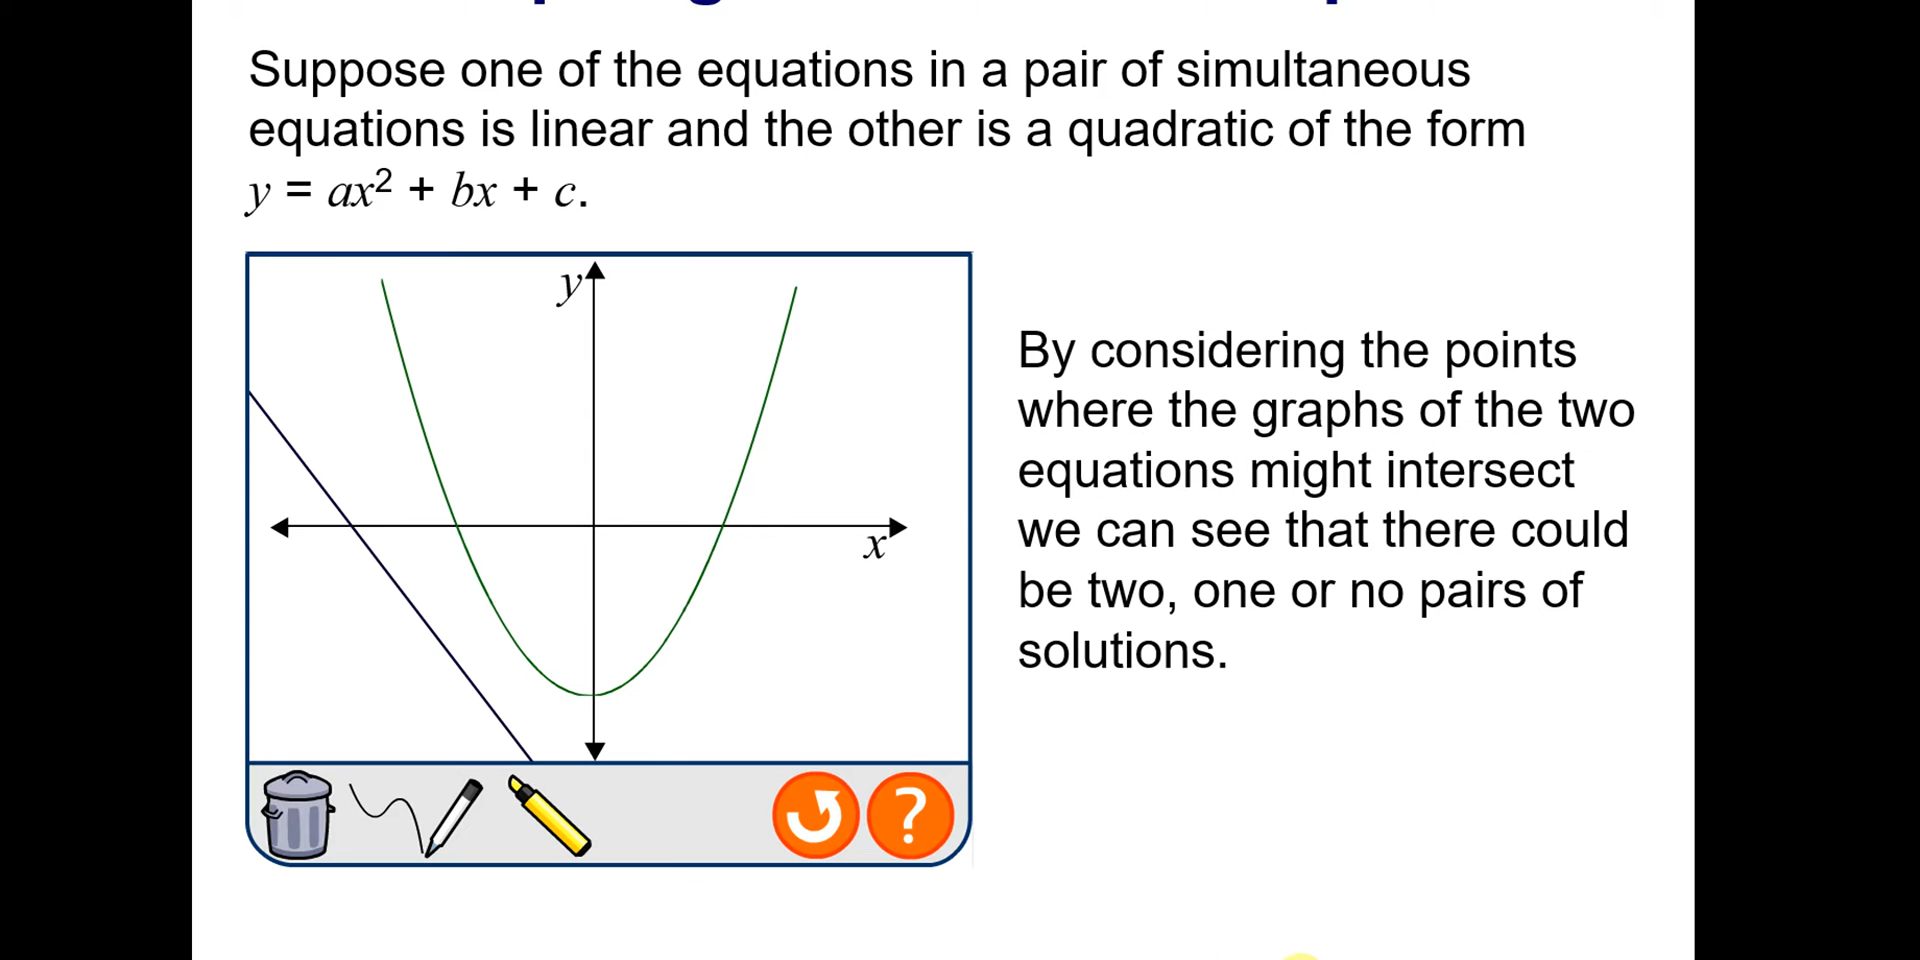 Suppose one of the equations in a pair of simultaneous
equations is linear and the other is a quadratic of the form
y = ax² + bx + c.
y
x
?
By considering the points
where the graphs of the two
equations might intersect
we can see that there could
be two, one or no pairs of
solutions.